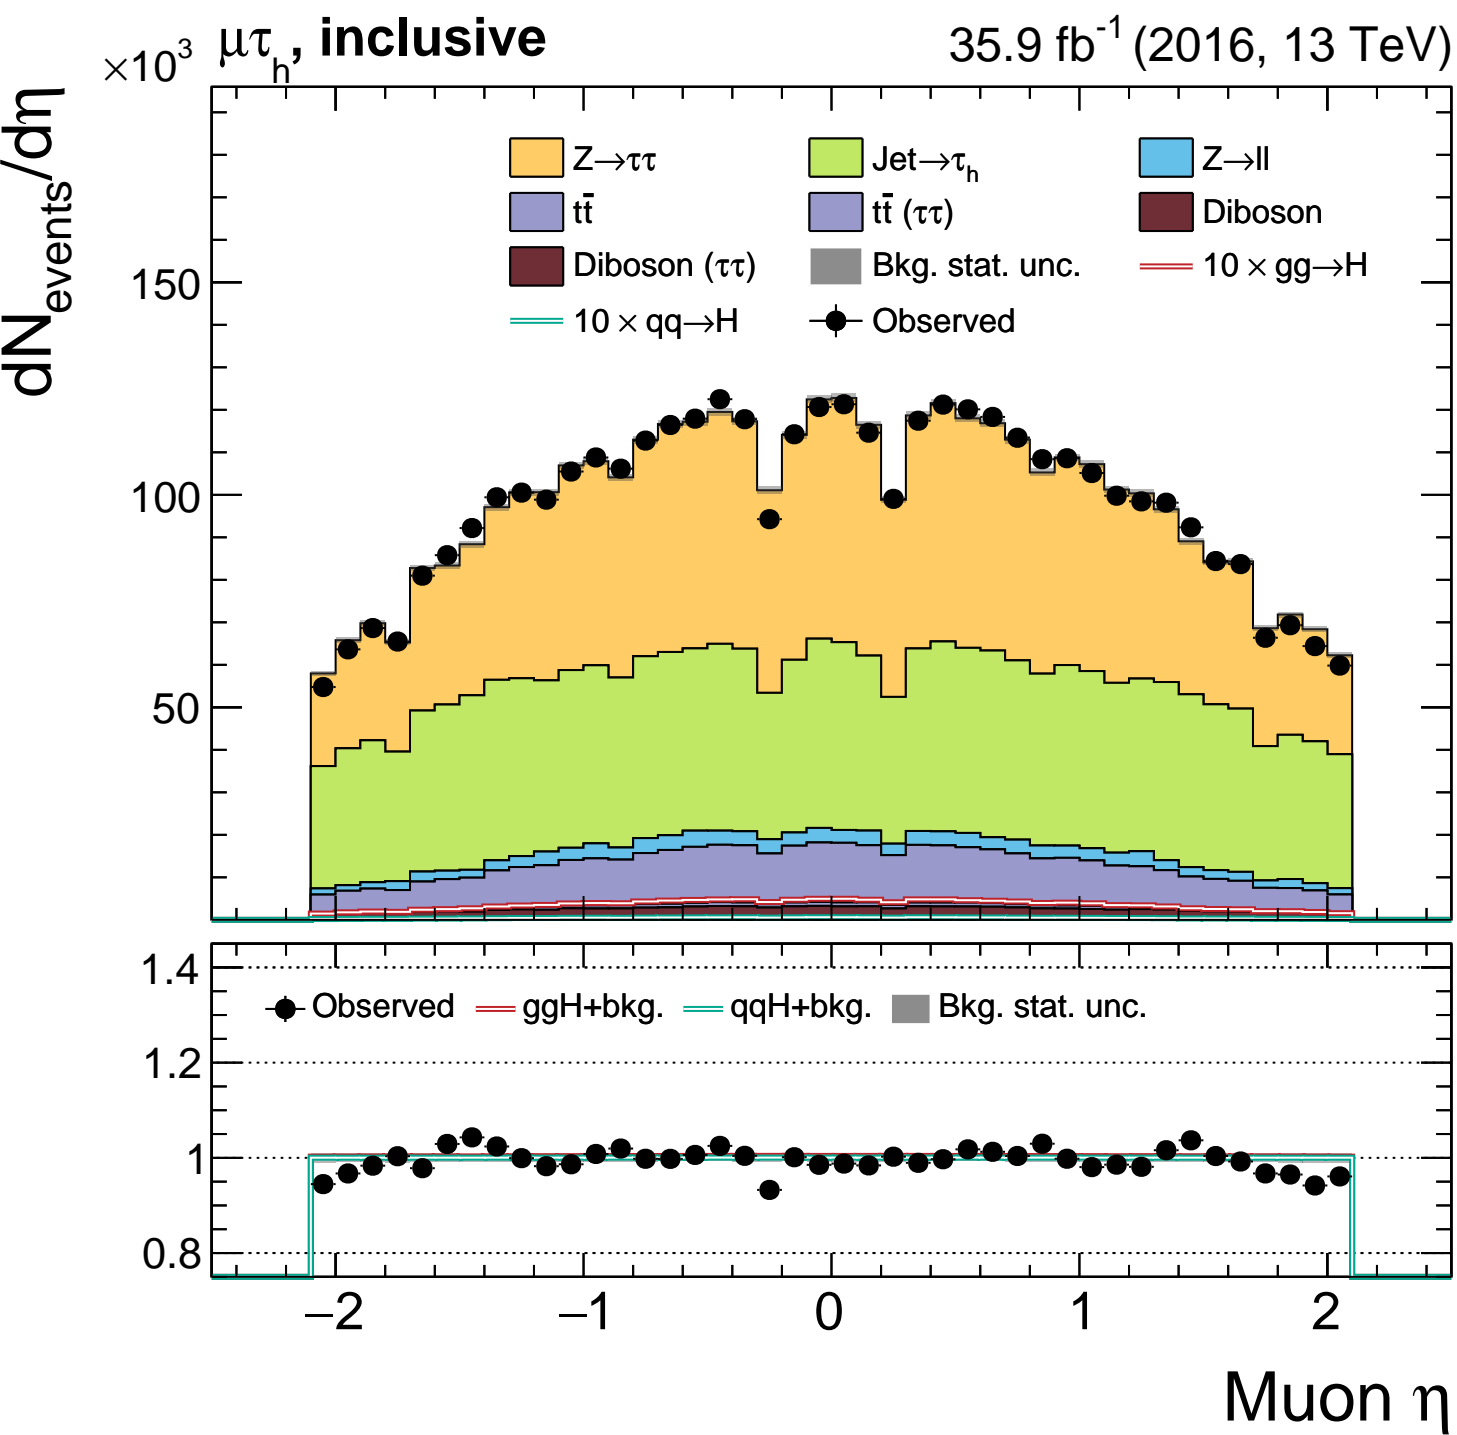 ×10³ μτₕ, inclusive 35.9 fb⁻¹ (2016, 13 TeV)
dN_events/dη
Z→ττ Jet→τₕ Z→ll
tt̄ tt̄ (ττ) Diboson
Diboson (ττ) Bkg. stat. unc. 10 × gg→H
10 × qq→H Observed
150
100
50
1.4
Observed ggH+bkg. qqH+bkg. Bkg. stat. unc.
1.2
1
0.8
−2 −1 0 1 2
Muon η